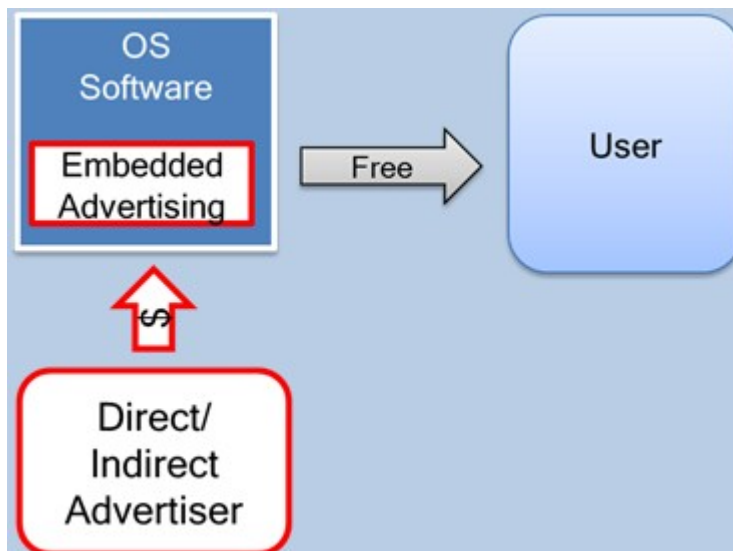 OS
Software
Embedded
Advertising
Free
User
$
Direct/
Indirect
Advertiser